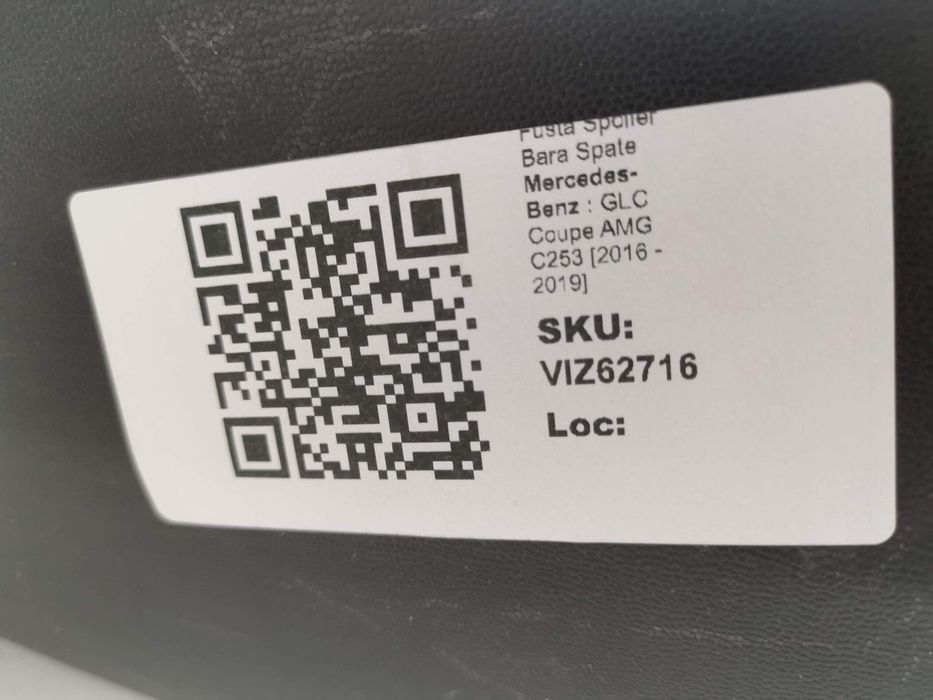 Fusta Spoiler
Bara Spate
Mercedes-
Benz : GLC
Coupe AMG
C253 [2016 -
2019]
SKU:
VIZ62716
Loc: